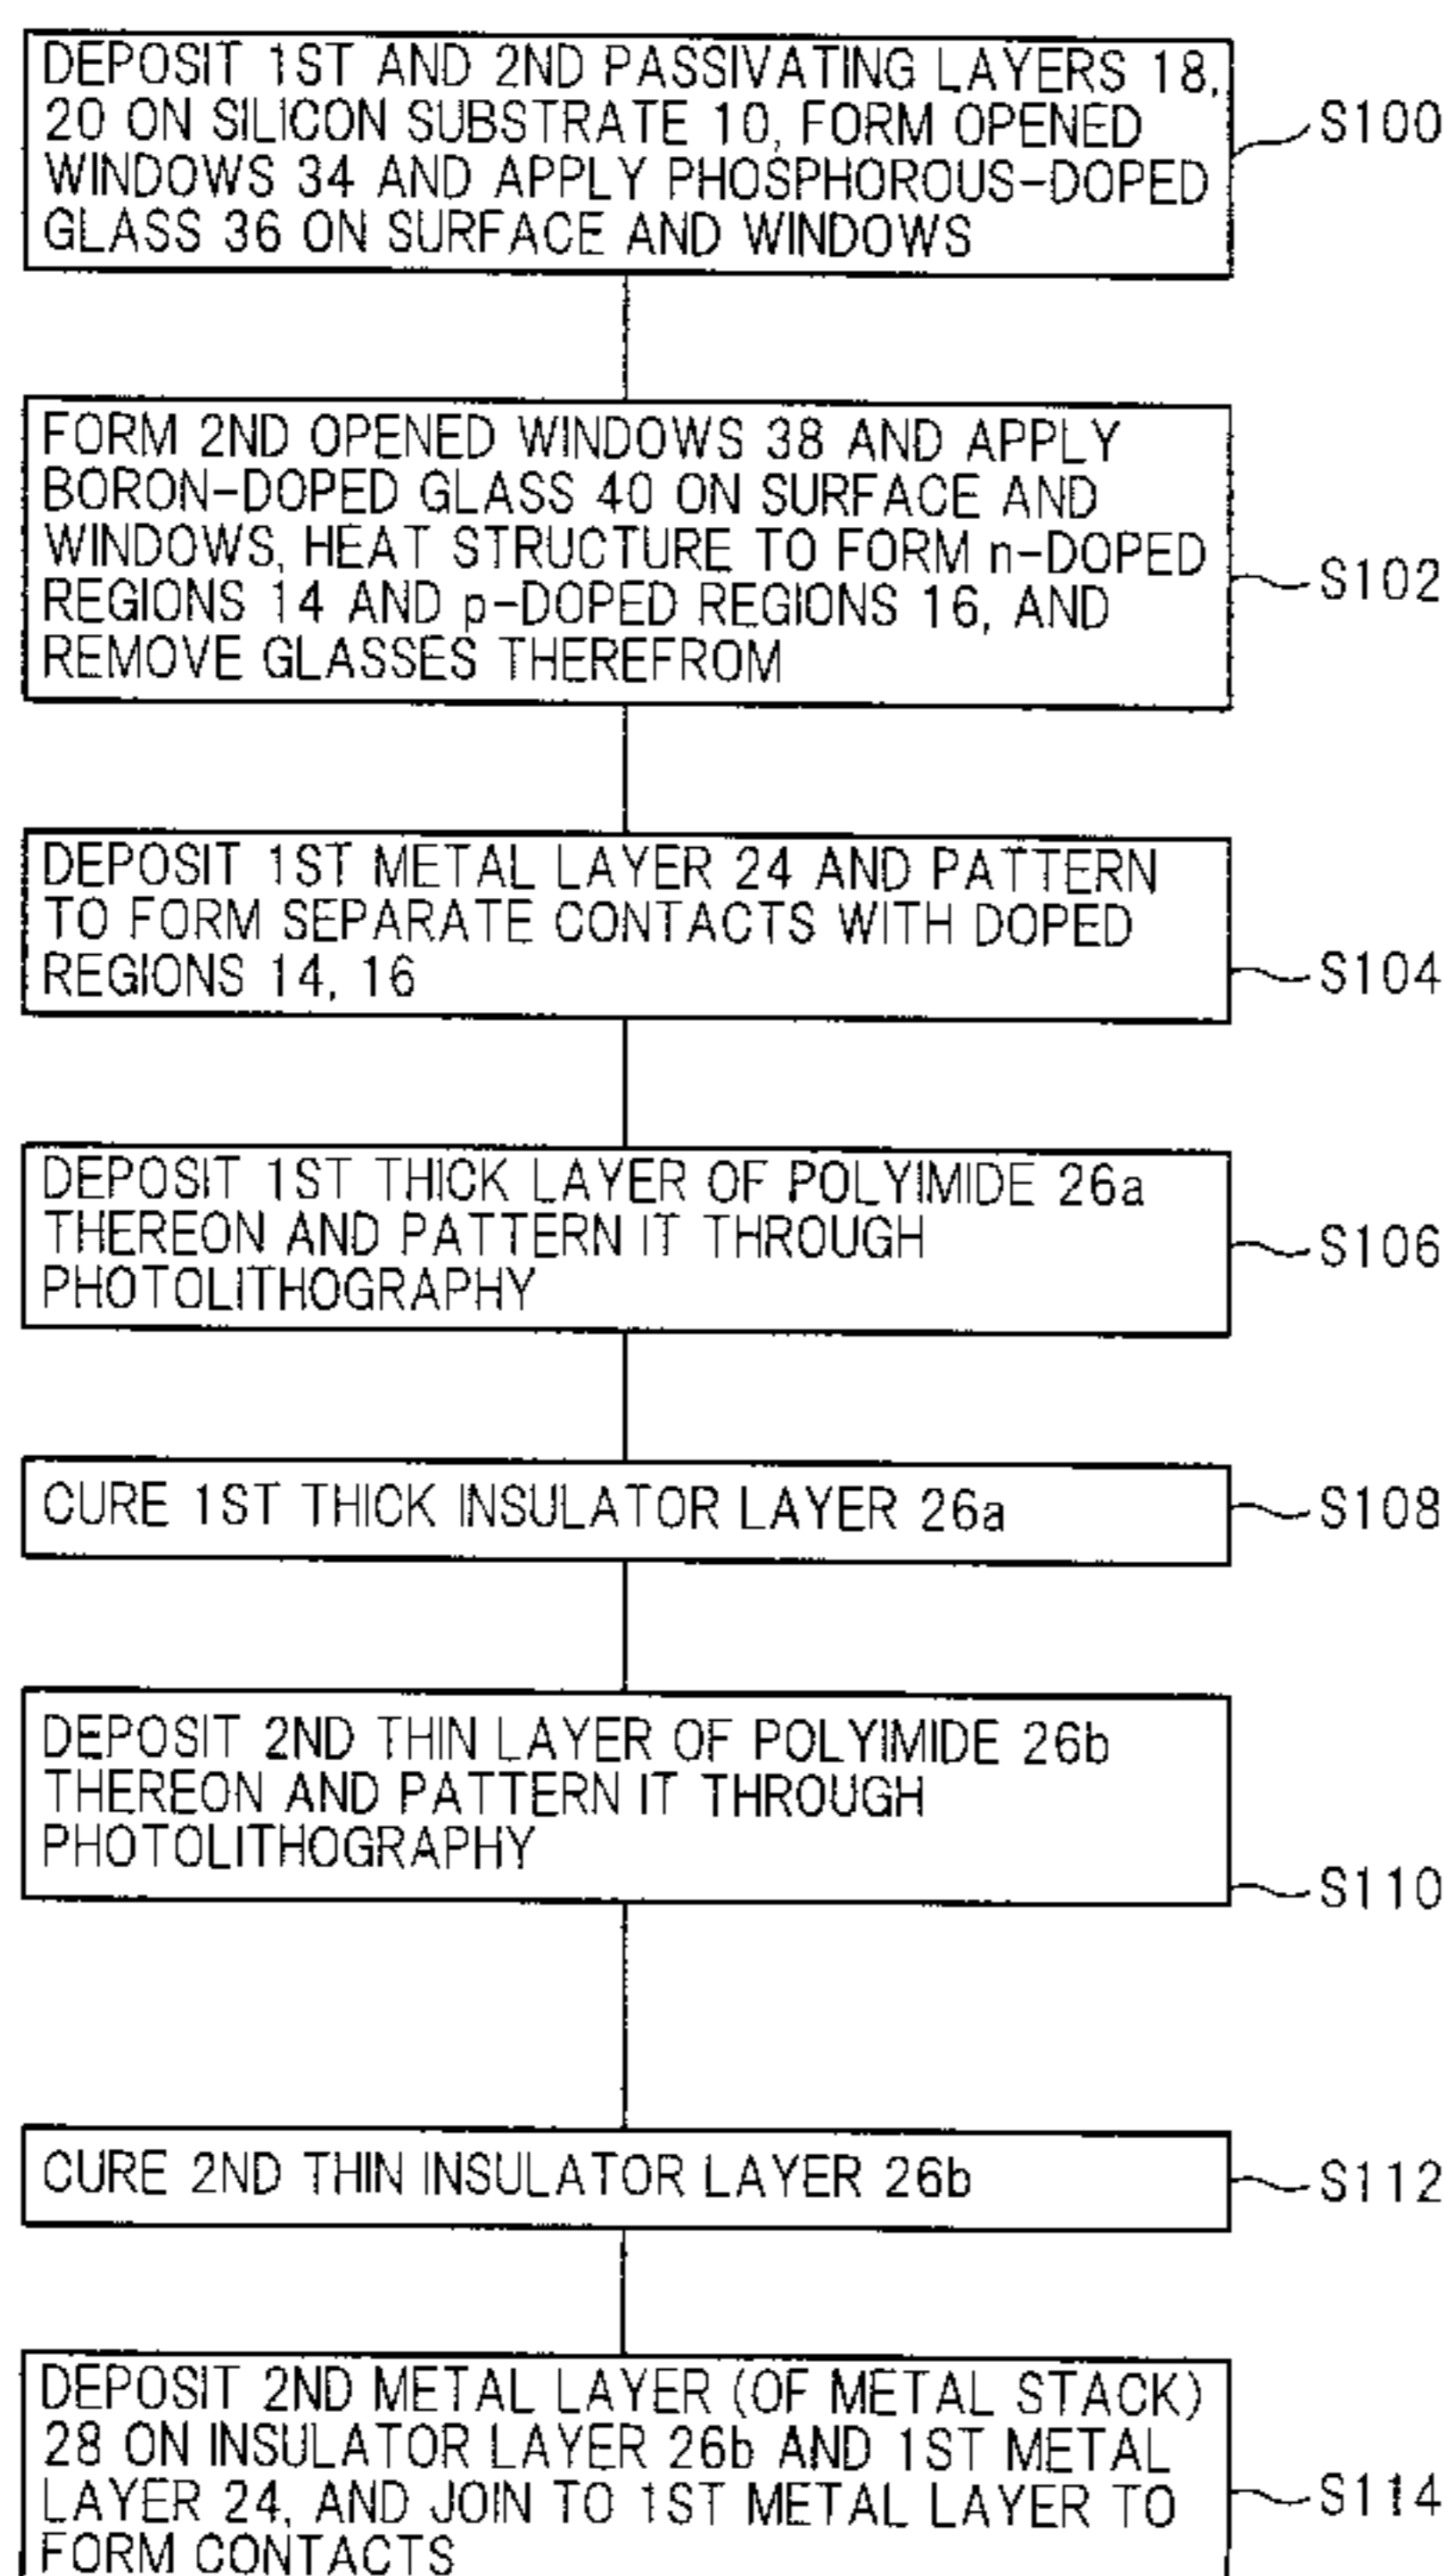 DEPOSIT 1ST AND 2ND PASSIVATING LAYERS 18,
20 ON SILICON SUBSTRATE 10, FORM OPENED
WINDOWS 34 AND APPLY PHOSPHOROUS-DOPED
GLASS 36 ON SURFACE AND WINDOWS
S100
FORM 2ND OPENED WINDOWS 38 AND APPLY
BORON-DOPED GLASS 40 ON SURFACE AND
WINDOWS, HEAT STRUCTURE TO FORM n-DOPED
REGIONS 14 AND p-DOPED REGIONS 16, AND
REMOVE GLASSES THEREFROM
S102
DEPOSIT 1ST METAL LAYER 24 AND PATTERN
TO FORM SEPARATE CONTACTS WITH DOPED
REGIONS 14, 16
S104
DEPOSIT 1ST THICK LAYER OF POLYIMIDE 26a
THEREON AND PATTERN IT THROUGH
PHOTOLITHOGRAPHY
S106
CURE 1ST THICK INSULATOR LAYER 26a
S108
DEPOSIT 2ND THIN LAYER OF POLYIMIDE 26b
THEREON AND PATTERN IT THROUGH
PHOTOLITHOGRAPHY
S110
CURE 2ND THIN INSULATOR LAYER 26b
S112
DEPOSIT 2ND METAL LAYER (OF METAL STACK)
28 ON INSULATOR LAYER 26b AND 1ST METAL
LAYER 24, AND JOIN TO 1ST METAL LAYER TO
FORM CONTACTS
S114